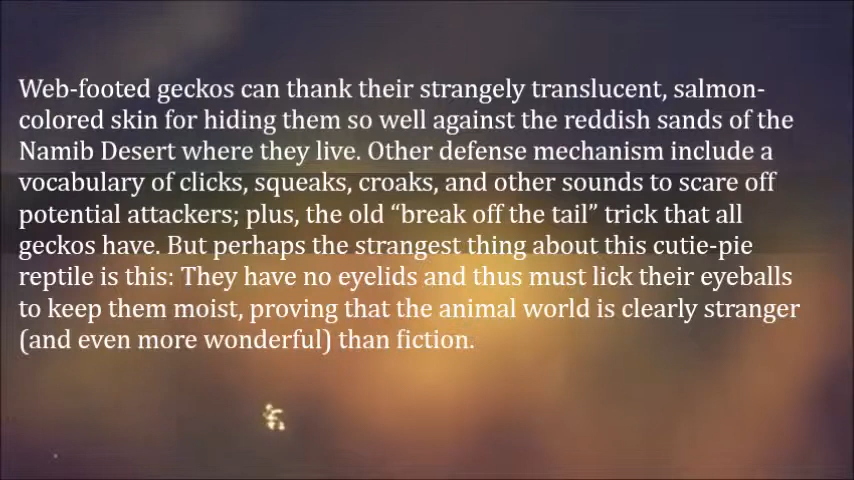 Web-footed geckos can thank their strangely translucent, salmon-
colored skin for hiding them so well against the reddish sands of the
Namib Desert where they live. Other defense mechanism include a
vocabulary of clicks, squeaks, croaks, and other sounds to scare off
potential attackers; plus, the old “break off the tail” trick that all
geckos have. But perhaps the strangest thing about this cutie-pie
reptile is this: They have no eyelids and thus must lick their eyeballs
to keep them moist, proving that the animal world is clearly stranger
(and even more wonderful) than fiction.